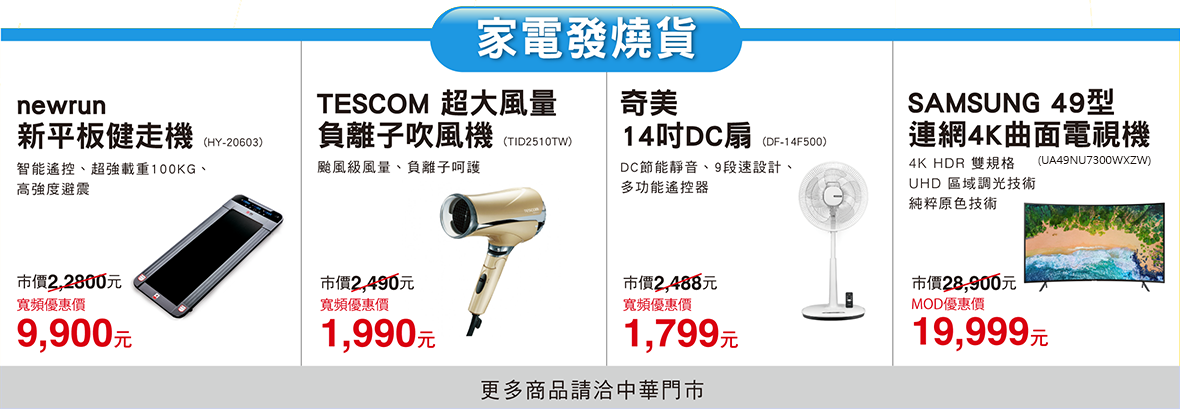 家電發燒貨
newrun
新平板健走機 (HY-20603)
智能遙控、超強載重100KG、
高強度避震
市價2,2800元
寬頻優惠價
9,900元
TESCOM 超大風量
負離子吹風機 (TID2510TW)
颱風級風量、負離子呵護
市價2,490元
寬頻優惠價
1,990元
奇美
14吋DC扇 (DF-14F500)
DC節能靜音、9段速設計、
多功能遙控器
市價2,488元
寬頻優惠價
1,799元
SAMSUNG 49型
連網4K曲面電視機
4K HDR 雙規格 (UA49NU7300WXZW)
UHD 區域調光技術
純粹原色技術
市價28,900元
MOD優惠價
19,999元
更多商品請洽中華門市